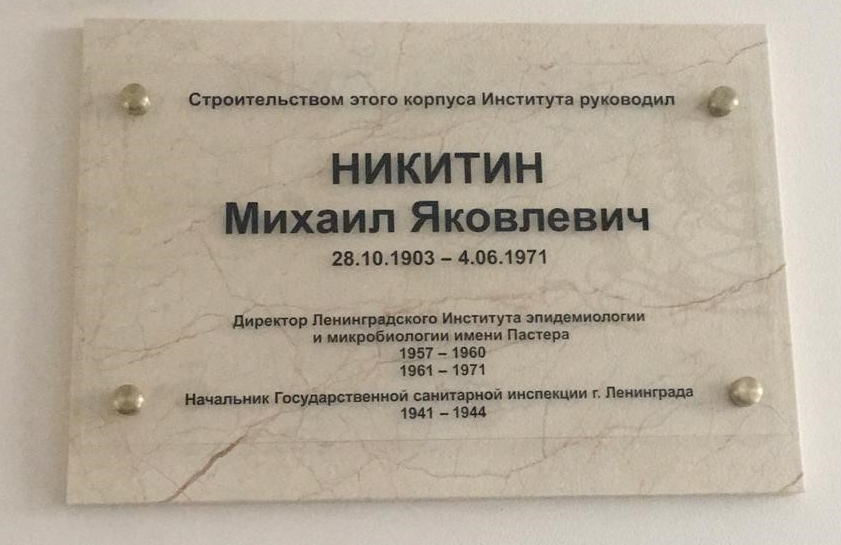 Строительством этого корпуса Института руководил
НИКИТИН
Михаил Яковлевич
28.10.1903 – 4.06.1971
Директор Ленинградского Института эпидемиологии
и микробиологии имени Пастера
1957 – 1960
1961 – 1971
Начальник Государственной санитарной инспекции г. Ленинграда
1941 – 1944